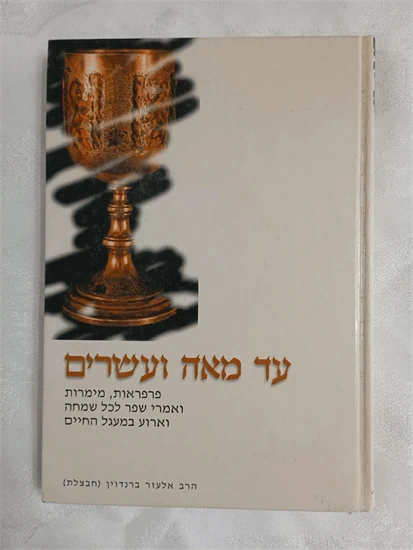 עד מאה ועשרים
פרפראות, מימרות
ואמרי שפר לכל שמחה
וארוע במעגל החיים
הרב אלעזר ברנדוין (חבצלת)